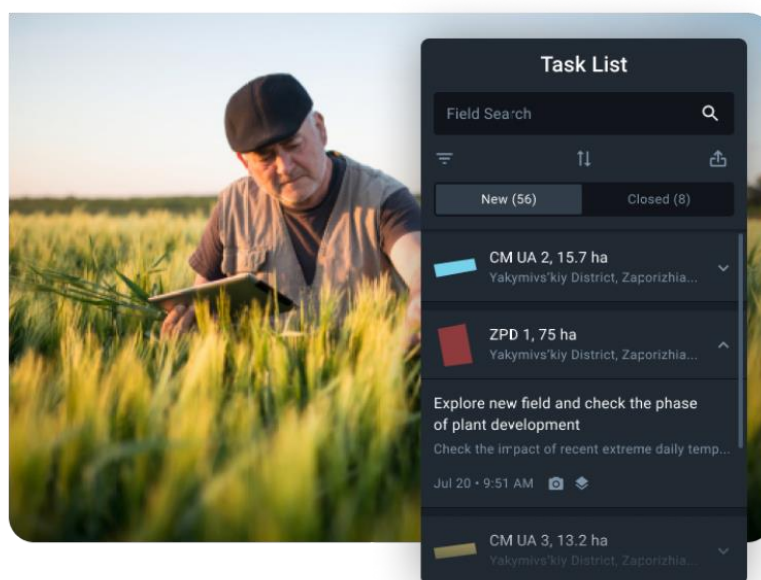 Task List
Field Search
New (56)
Closed (8)
CM UA 2, 15.7 ha
Yakymivs'kiy District, Zaporizhia...
ZPD 1, 75 ha
Yakymivs'kiy District, Zaporizhia...
Explore new field and check the phase
of plant development
Check the impact of recent extreme daily temp...
Jul 20 • 9:51 AM
CM UA 3, 13.2 ha
Yakymivs'kiy District, Zaporizhia...